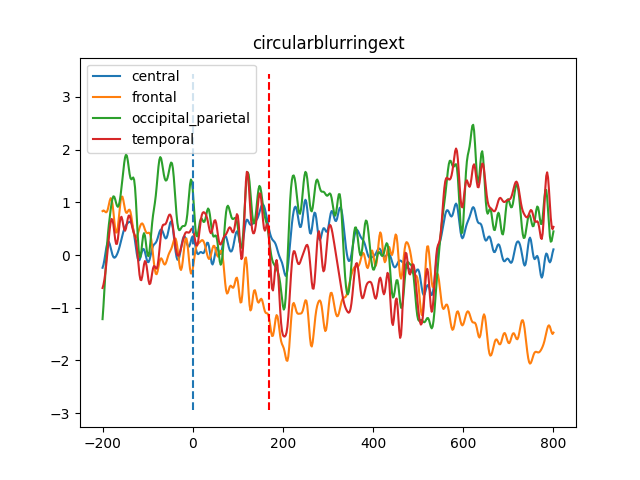 circularblurringext
central
frontal
occipital_parietal
temporal
3
2
1
0
−1
−2
−3
−200
0
200
400
600
800